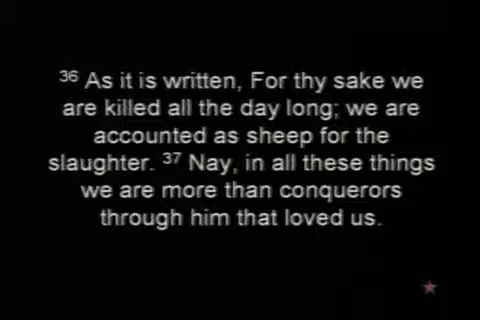 ³⁶ As it is written, For thy sake we
are killed all the day long; we are
accounted as sheep for the
slaughter. ³⁷ Nay, in all these things
we are more than conquerors
through him that loved us.